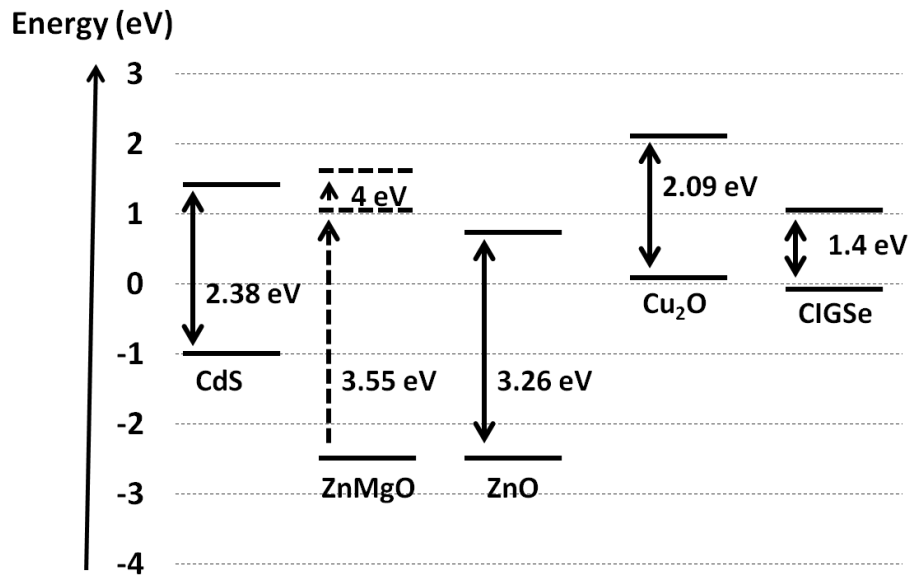 Energy (eV)
3
2
1
0
-1
-2
-3
-4
2.38 eV
CdS
4 eV
3.55 eV
ZnMgO
3.26 eV
ZnO
2.09 eV
Cu₂O
1.4 eV
CIGSe